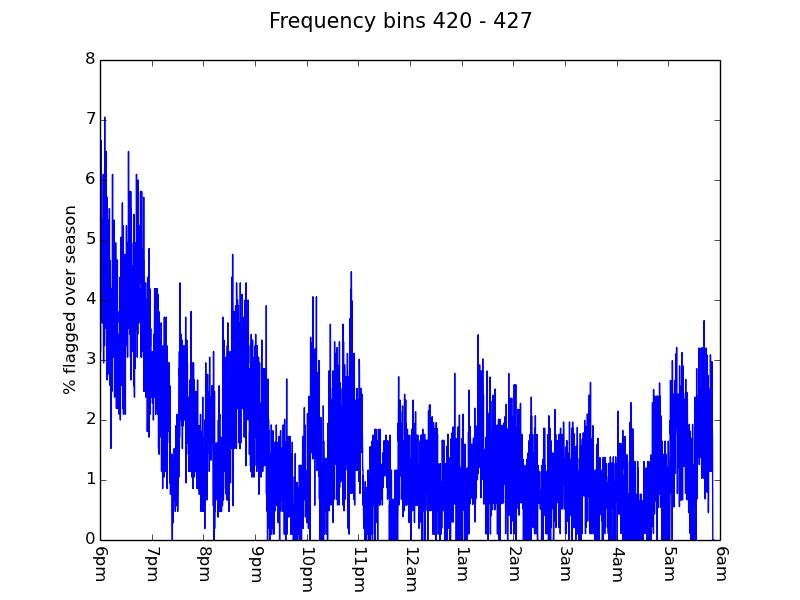 Frequency bins 420 - 427
% flagged over season
8
7
6
5
4
3
2
1
0
6pm
7pm
8pm
9pm
10pm
11pm
12am
1am
2am
3am
4am
5am
6am